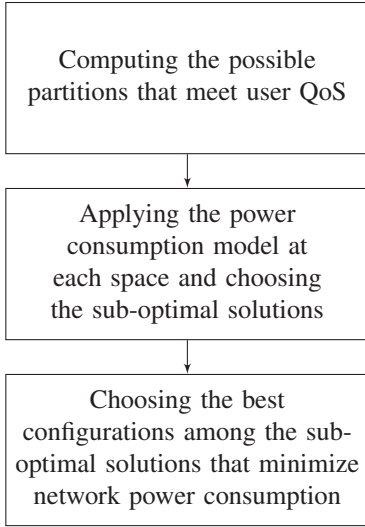 Computing the possible
partitions that meet user QoS
Applying the power
consumption model at
each space and choosing
the sub-optimal solutions
Choosing the best
configurations among the sub-
optimal solutions that minimize
network power consumption